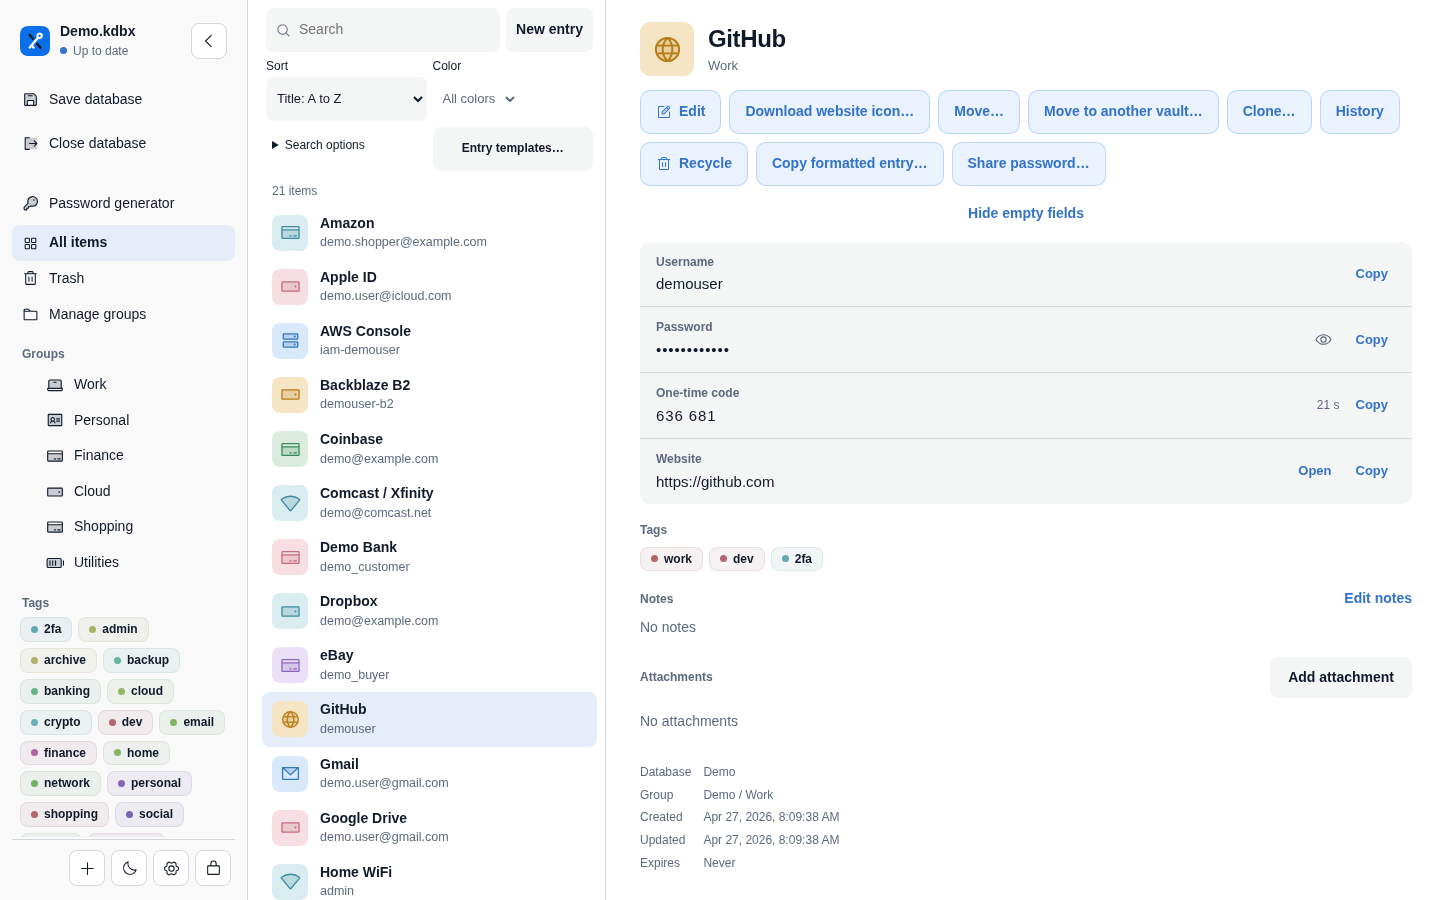 Demo.kdbx
Up to date
Save database
Close database
Password generator
All items
Trash
Manage groups
Groups
Work
Personal
Finance
Cloud
Shopping
Utilities
Tags
2fa
admin
archive
backup
banking
cloud
crypto
dev
email
finance
home
network
personal
shopping
social
Search
New entry
Sort
Color
Title: A to Z
All colors
Search options
Entry templates…
21 items
Amazon
demo.shopper@example.com
Apple ID
demo.user@icloud.com
AWS Console
iam-demouser
Backblaze B2
demouser-b2
Coinbase
demo@example.com
Comcast / Xfinity
demo@comcast.net
Demo Bank
demo_customer
Dropbox
demo@example.com
eBay
demo_buyer
GitHub
demouser
Gmail
demo.user@gmail.com
Google Drive
demo.user@gmail.com
Home WiFi
admin
GitHub
Work
Edit
Download website icon…
Move…
Move to another vault…
Clone…
History
Recycle
Copy formatted entry…
Share password…
Hide empty fields
Username
demouser
Copy
Password
••••••••••••
Copy
One-time code
636 681
21 s
Copy
Website
https://github.com
Open
Copy
Tags
work
dev
2fa
Notes
Edit notes
No notes
Attachments
Add attachment
No attachments
Database Demo
Group Demo / Work
Created Apr 27, 2026, 8:09:38 AM
Updated Apr 27, 2026, 8:09:38 AM
Expires Never